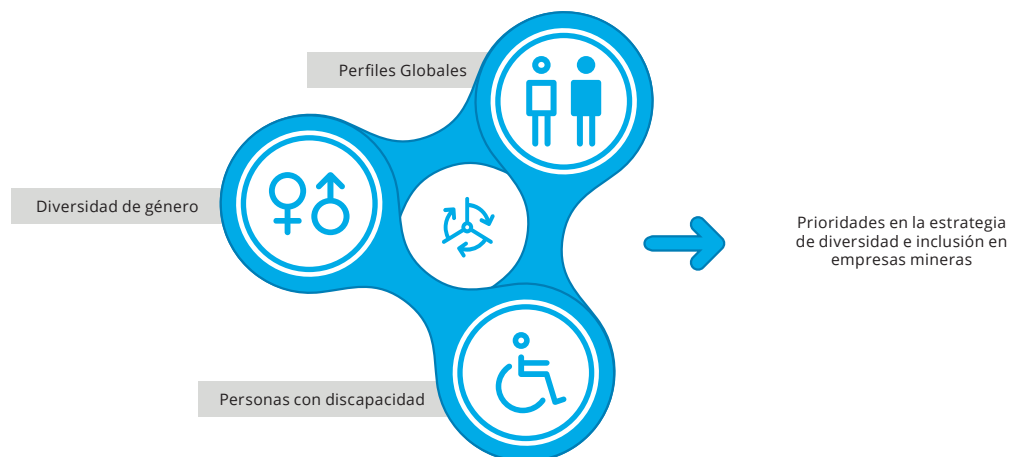 Perfiles Globales
Diversidad de género
Prioridades en la estrategia
de diversidad e inclusión en
empresas mineras
Personas con discapacidad